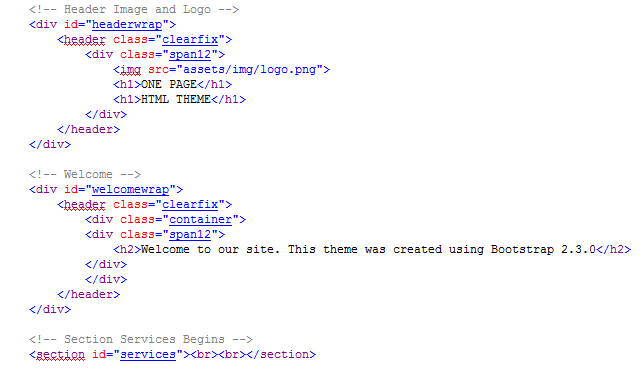 <!-- Header Image and Logo -->
<div id="headerwrap">
<header class="clearfix">
<div class="span12">
<img src="assets/img/logo.png">
<h1>ONE PAGE</h1>
<h1>HTML THEME</h1>
</div>
</header>
</div>
<!-- Welcome -->
<div id="welcomewrap">
<header class="clearfix">
<div class="container">
<div class="span12">
<h2>Welcome to our site. This theme was created using Bootstrap 2.3.0</h2>
</div>
</div>
</header>
</div>
<!-- Section Services Begins -->
<section id="services"><br><br></section>